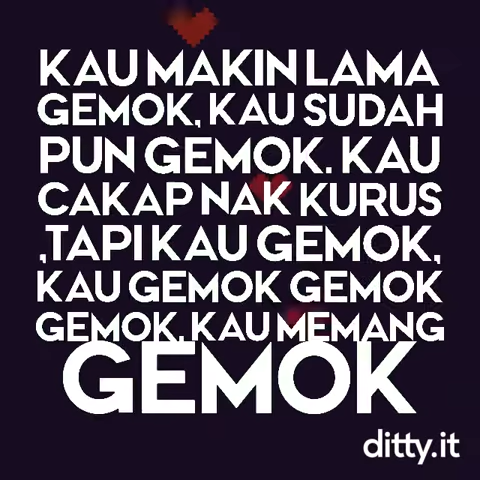 KAU MAKIN LAMA
GEMOK, KAU SUDAH
PUN GEMOK. KAU
CAKAP NAK KURUS
,TAPI KAU GEMOK,
KAU GEMOK GEMOK
GEMOK, KAU MEMANG
GEMOK
ditty.it